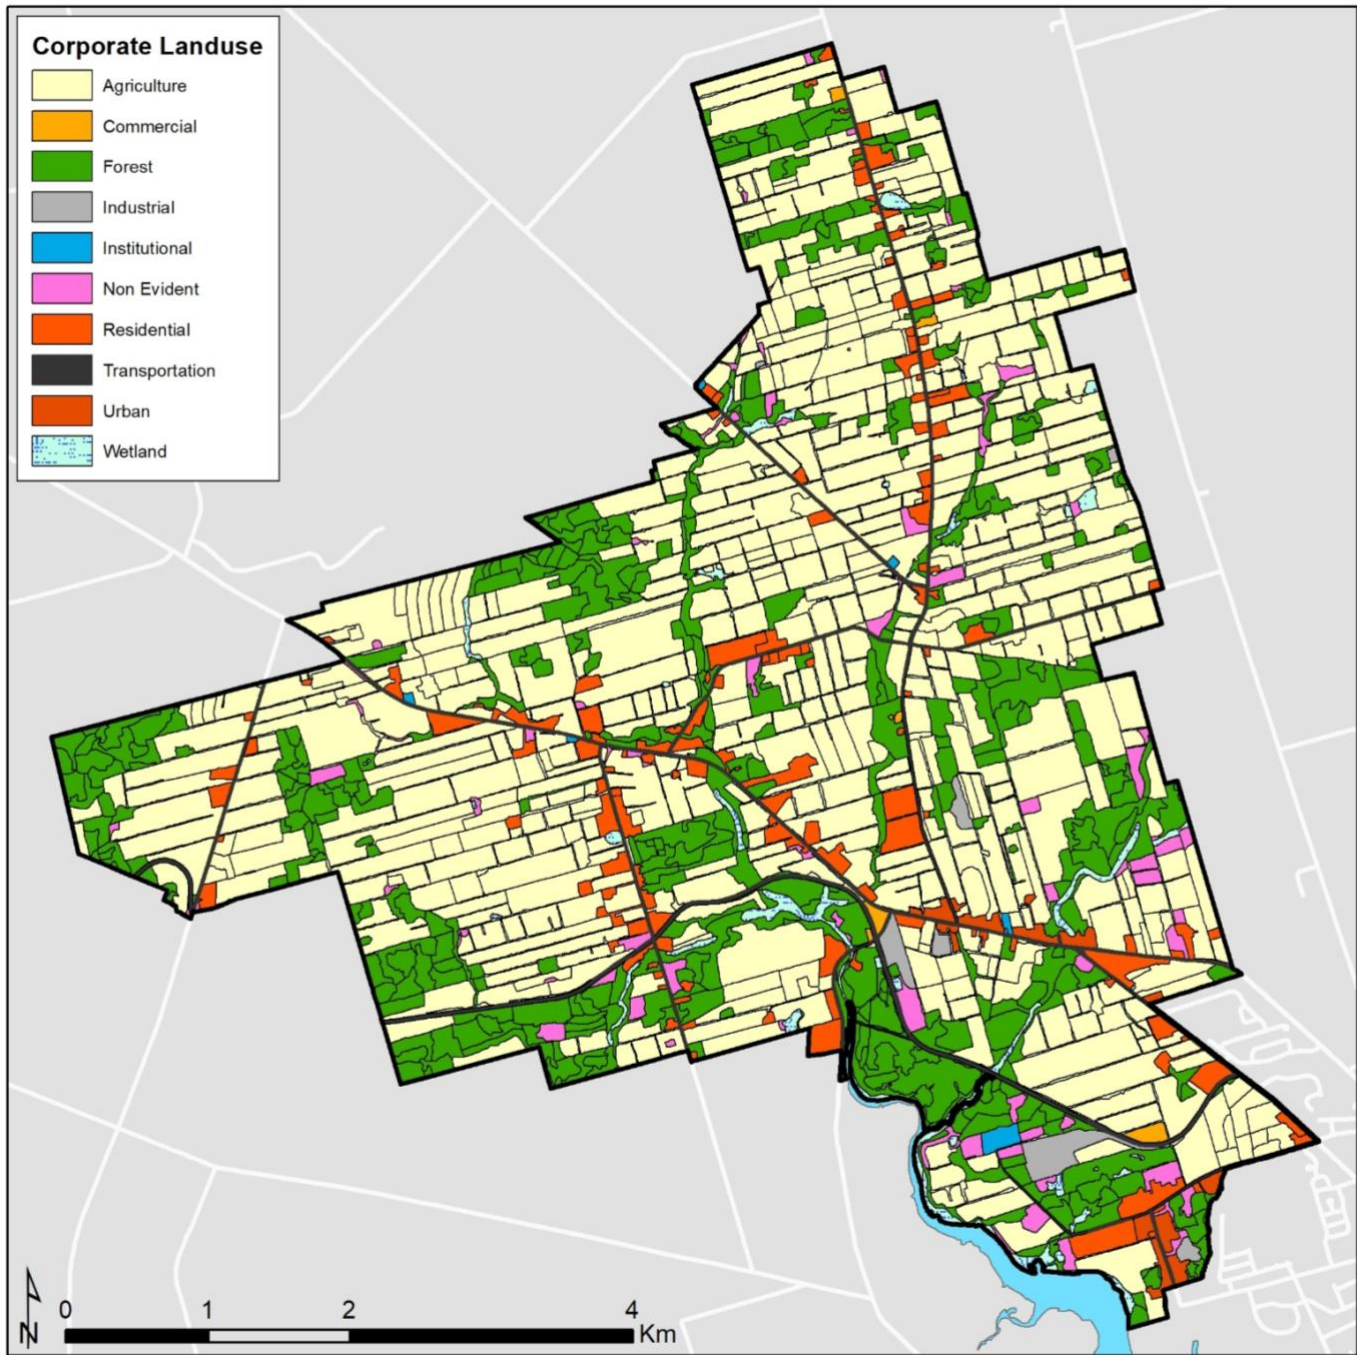 Corporate Landuse
Agriculture
Commercial
Forest
Industrial
Institutional
Non Evident
Residential
Transportation
Urban
Wetland
N
0 1 2 4
Km